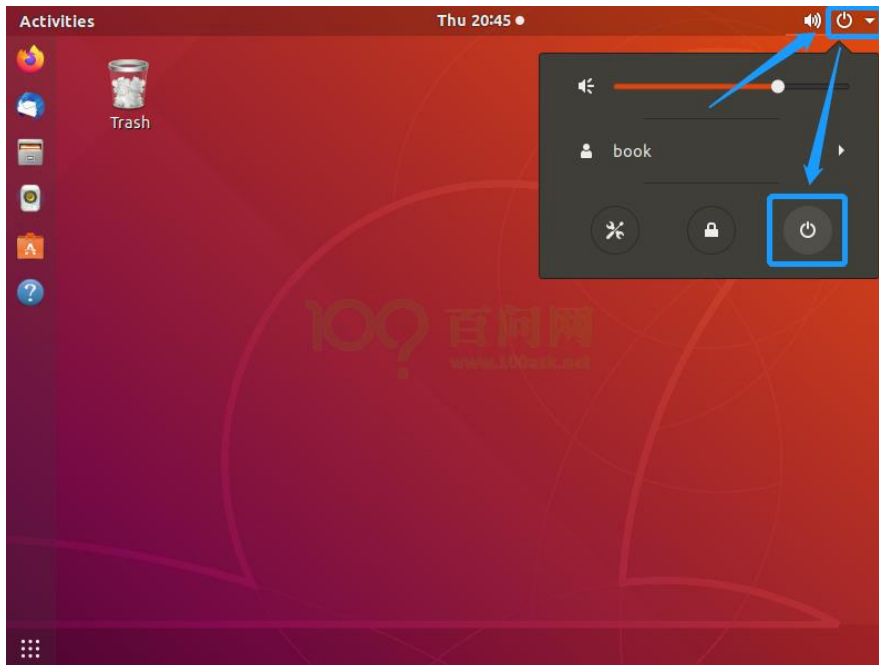 Activities
Thu 20:45
Trash
book
100? 百问网
www.100ask.net